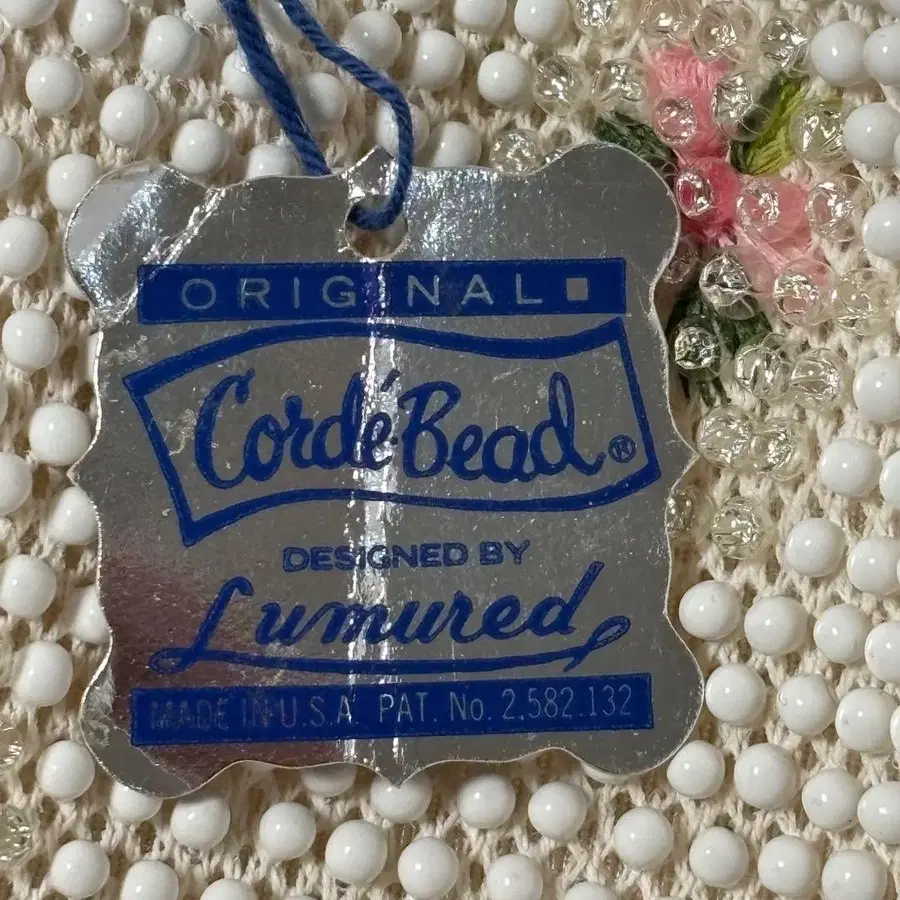 ORIGINAL
Cordé Bead ®
DESIGNED BY
Lumured
MADE IN U.S.A. PAT. No. 2,582.132